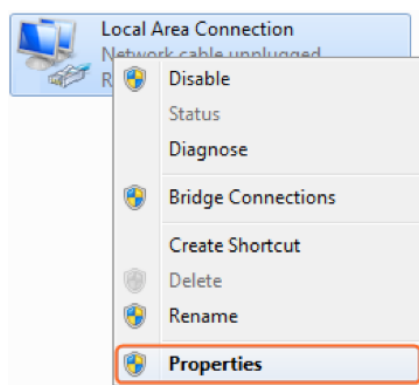 Local Area Connection
Network cable unplugged
R
Disable
Status
Diagnose
Bridge Connections
Create Shortcut
Delete
Rename
Properties